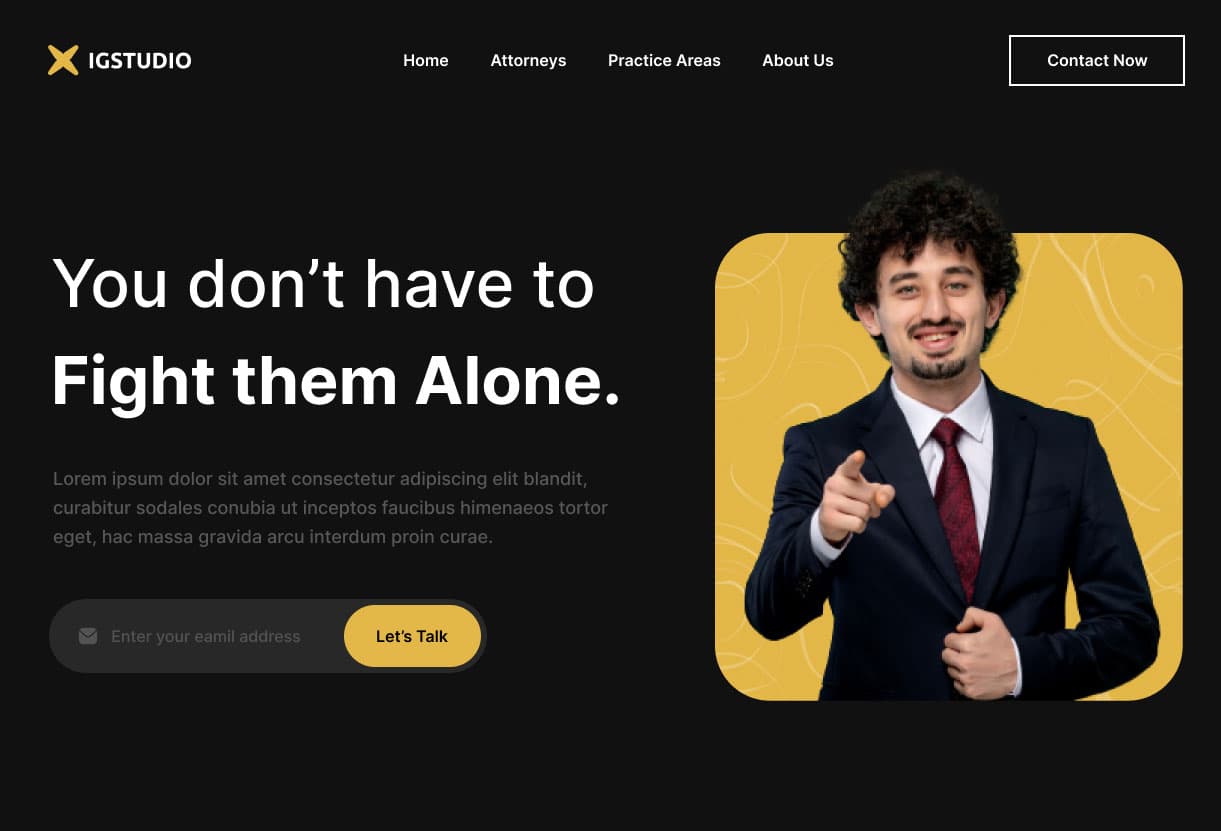 IGSTUDIO
Home
Attorneys
Practice Areas
About Us
Contact Now
You don’t have to
Fight them Alone.
Lorem ipsum dolor sit amet consectetur adipiscing elit blandit,
curabitur sodales conubia ut inceptos faucibus himenaeos tortor
eget, hac massa gravida arcu interdum proin curae.
Enter your eamil address
Let’s Talk